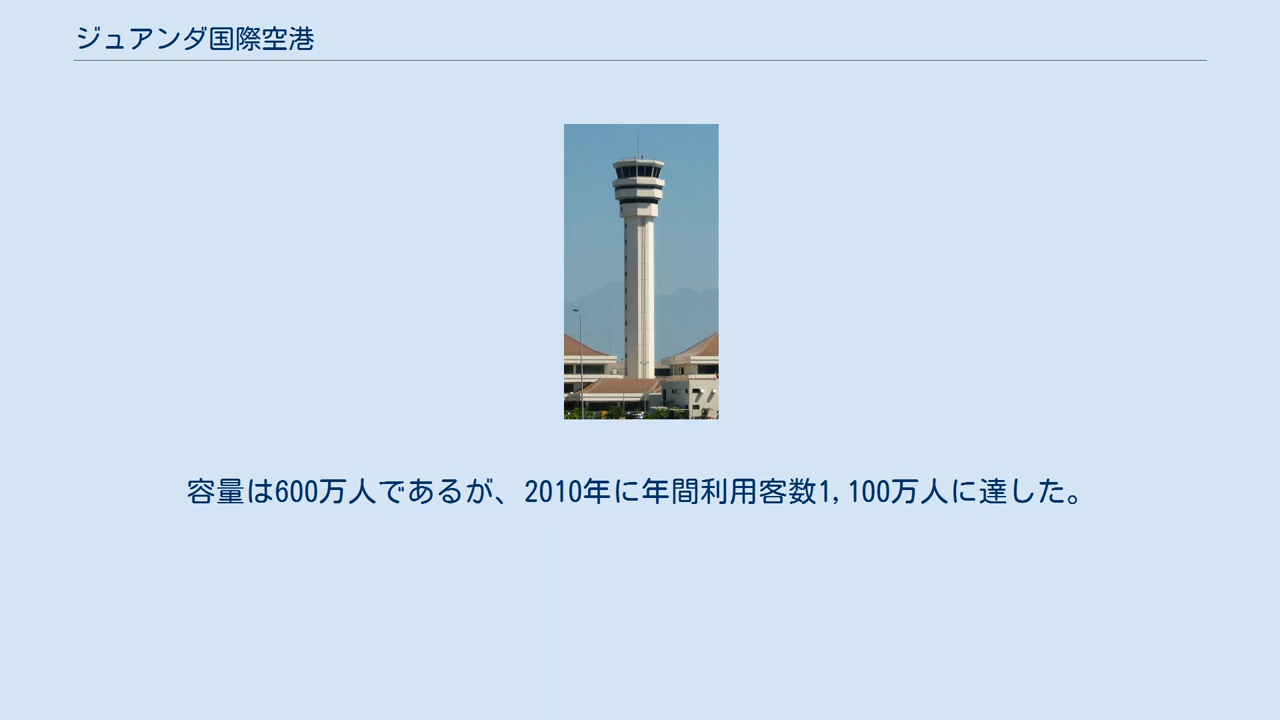 ジュアンダ国際空港
容量は600万人であるが、2010年に年間利用客数1,100万人に達した。